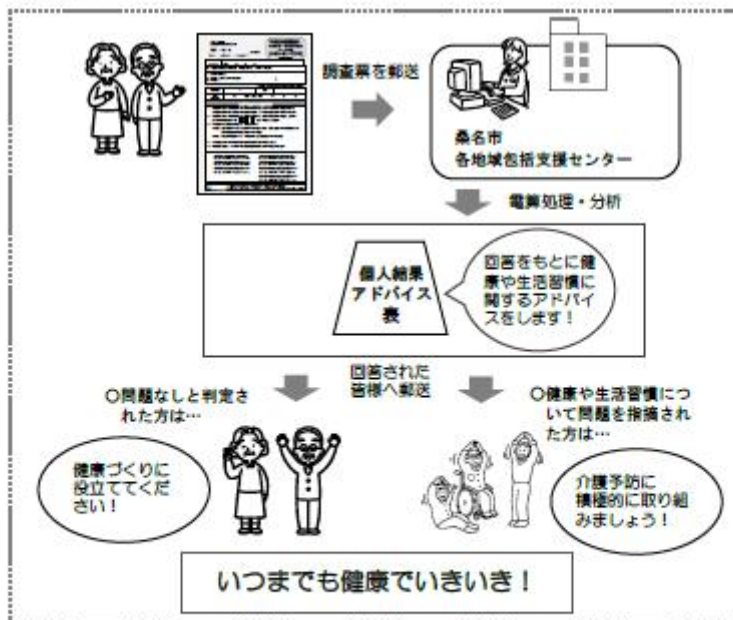 調査票を郵送
桑名市
各地域包括支援センター
電算処理・分析
個人結果
アドバイス
表
回答をもとに健
康や生活習慣に
関するアドバイ
スをします！
回答された
皆様へ郵送
○問題なしと判定さ
れた方は…
○健康や生活習慣につ
いて問題を指摘され
た方は…
健康づくりに
役立ててくだ
さい！
介護予防に
積極的に取り組
みましょう！
いつまでも健康でいきいき！